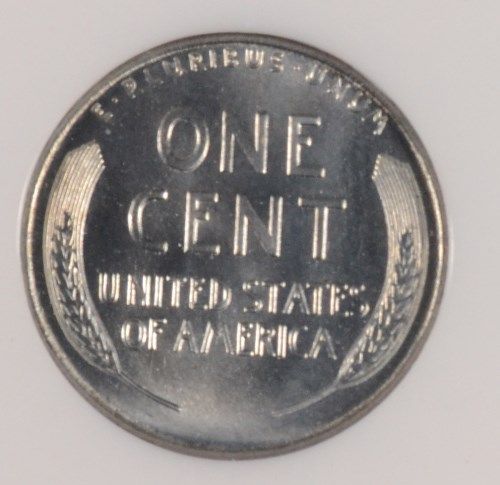 E·PLURIBUS·UNUM
ONE
CENT
UNITED STATES
OF AMERICA